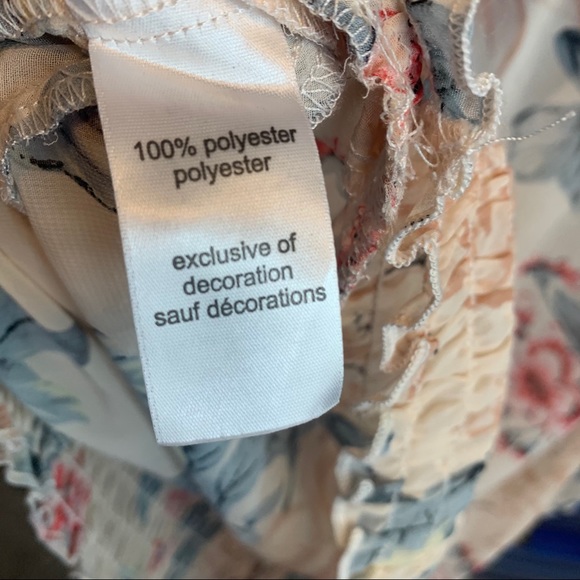 100% polyester
polyester
exclusive of
decoration
sauf décorations